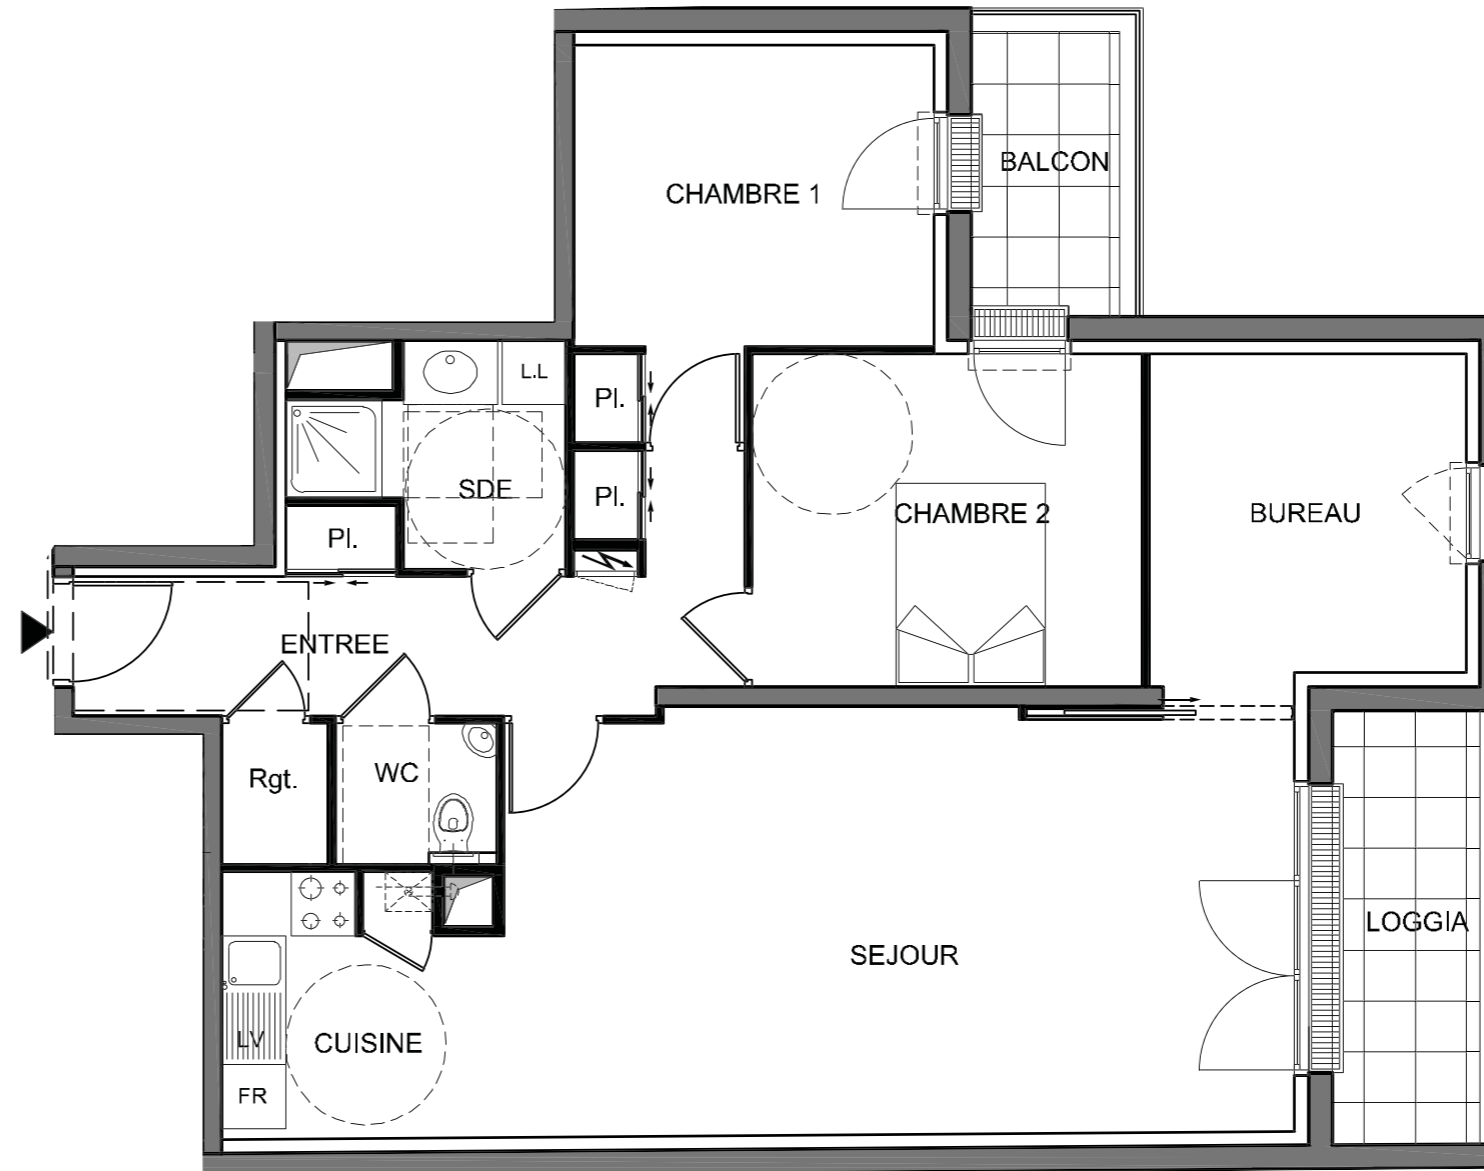 BALCON
CHAMBRE 1
L.L
Pl.
SDE
Pl.
CHAMBRE 2
BUREAU
Pl.
ENTREE
Rgt.
WC
LOGGIA
SEJOUR
LV
CUISINE
FR